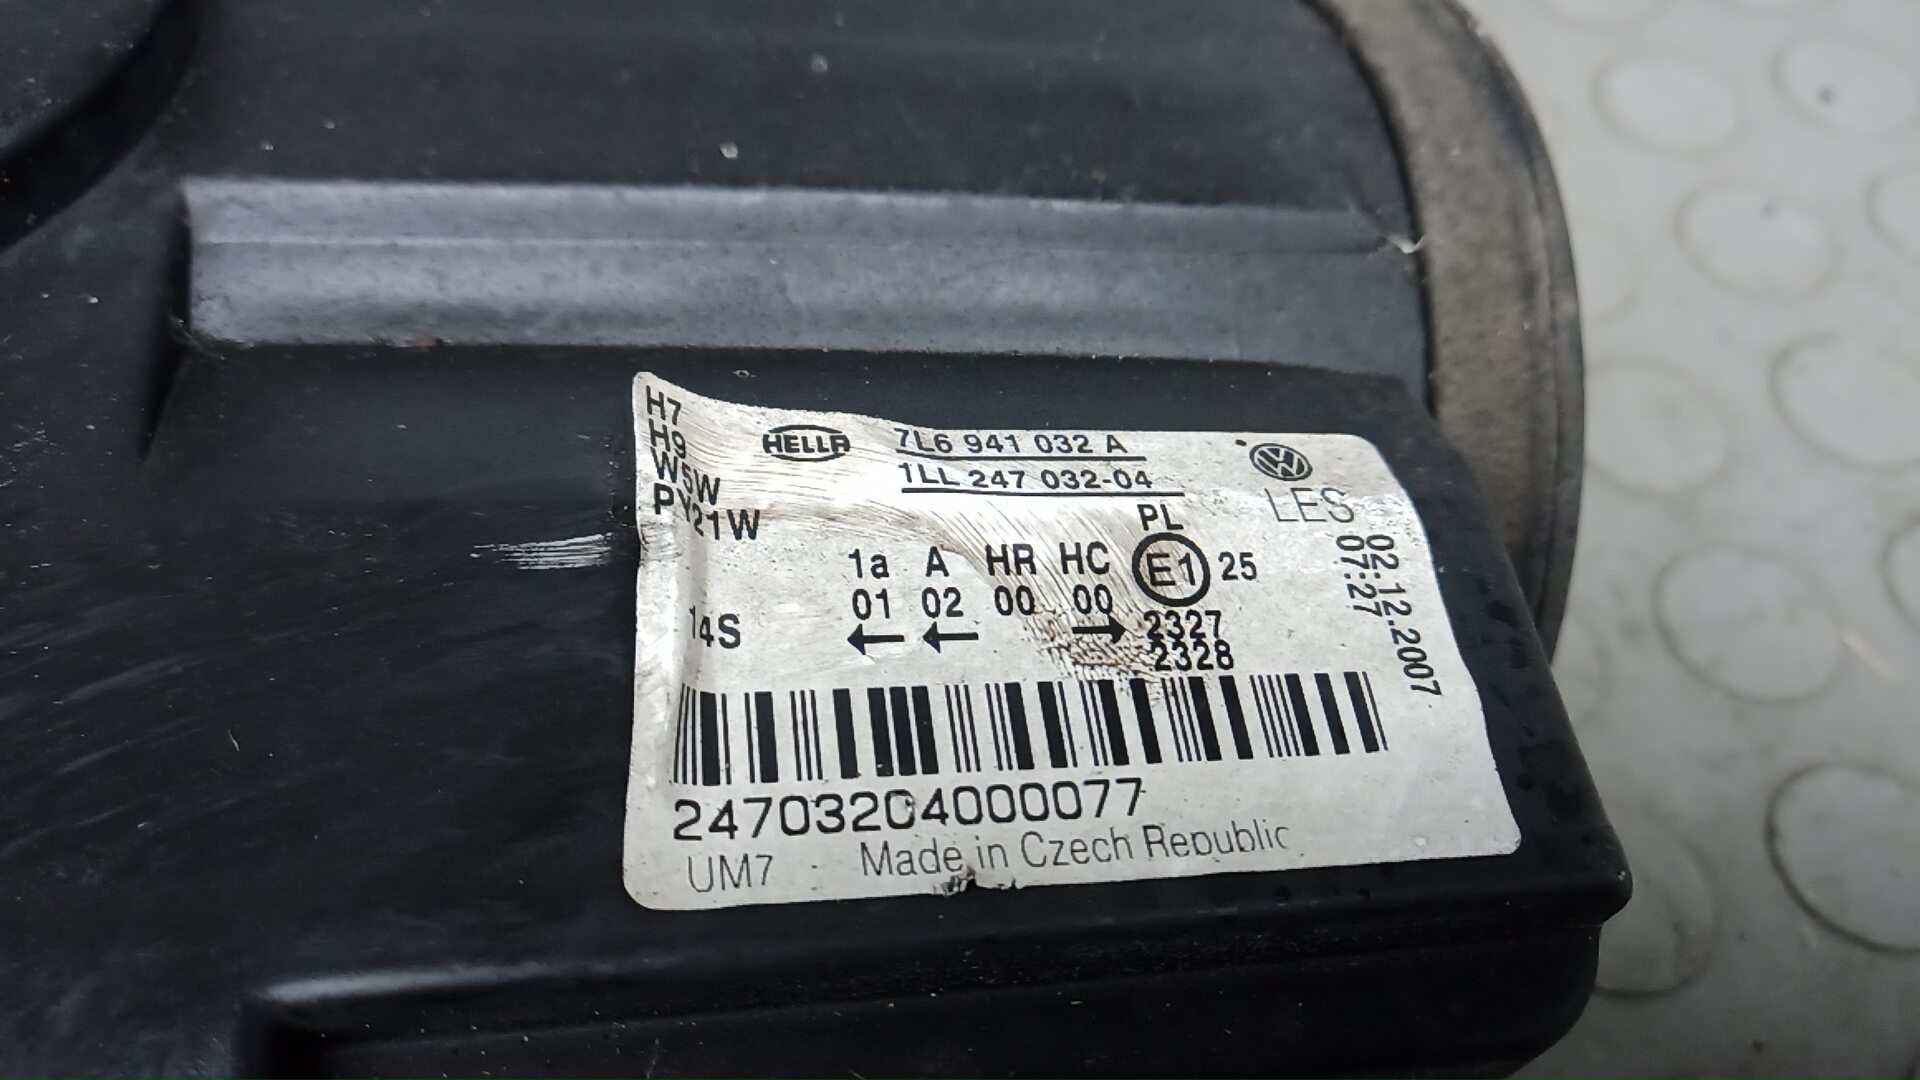 H7
H9
W5W
PY21W
HELLA
7L6 941 032 A
1LL 247 032-04
LES
PL
1a A HR HC E1 25
01 02 00 00
14S ← ← → 2327
2328
02.12.2007
07:27
24703204000077
UM7 Made in Czech Republic